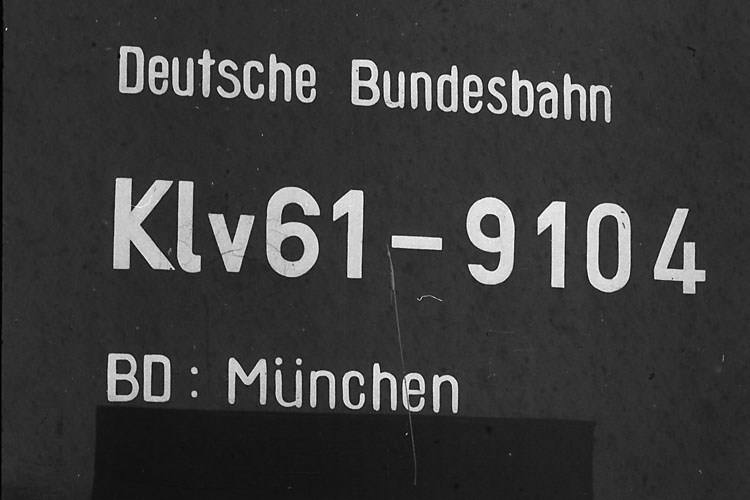 Deutsche Bundesbahn
Klv61-9104
BD: München